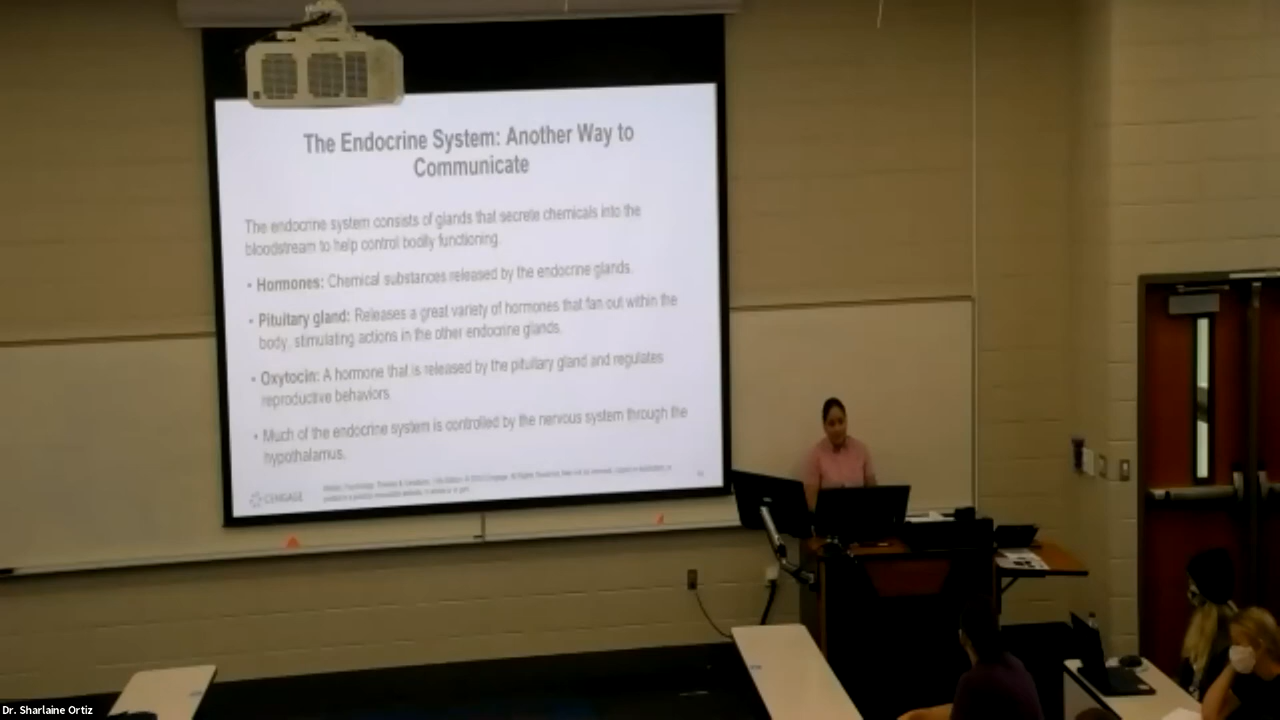 The Endocrine System: Another Way to
Communicate
The endocrine system consists of glands that secrete chemicals into the
bloodstream to help control bodily functioning.
• Hormones: Chemical substances released by the endocrine glands.
• Pituitary gland: Releases a great variety of hormones that fan out within the
body, stimulating actions in the other endocrine glands.
• Oxytocin: A hormone that is released by the pituitary gland and regulates
reproductive behaviors
• Much of the endocrine system is controlled by the nervous system through the
hypothalamus.
CENGAGE
Dr. Sharlaine Ortiz